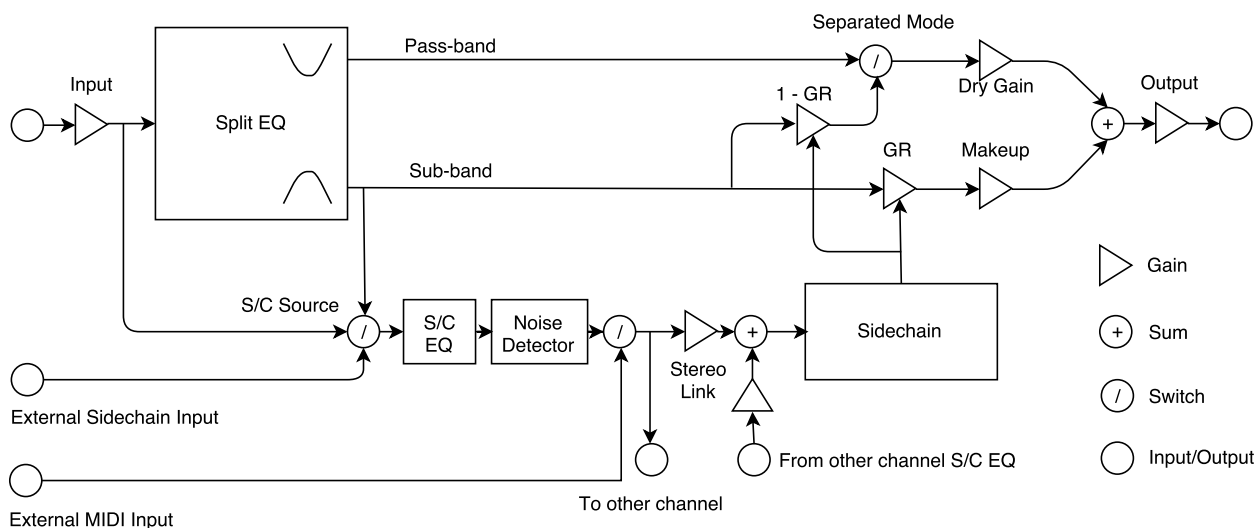 Separated Mode
Pass-band
Input
1 - GR
Dry Gain
Output
Split EQ
/
+
GR
Makeup
Sub-band
Gain
S/C Source
/
S/C
EQ
Noise
Detector
/
Stereo
Link
+
Sidechain
+
Sum
/
Switch
External Sidechain Input
From other channel S/C EQ
Input/Output
To other channel
External MIDI Input